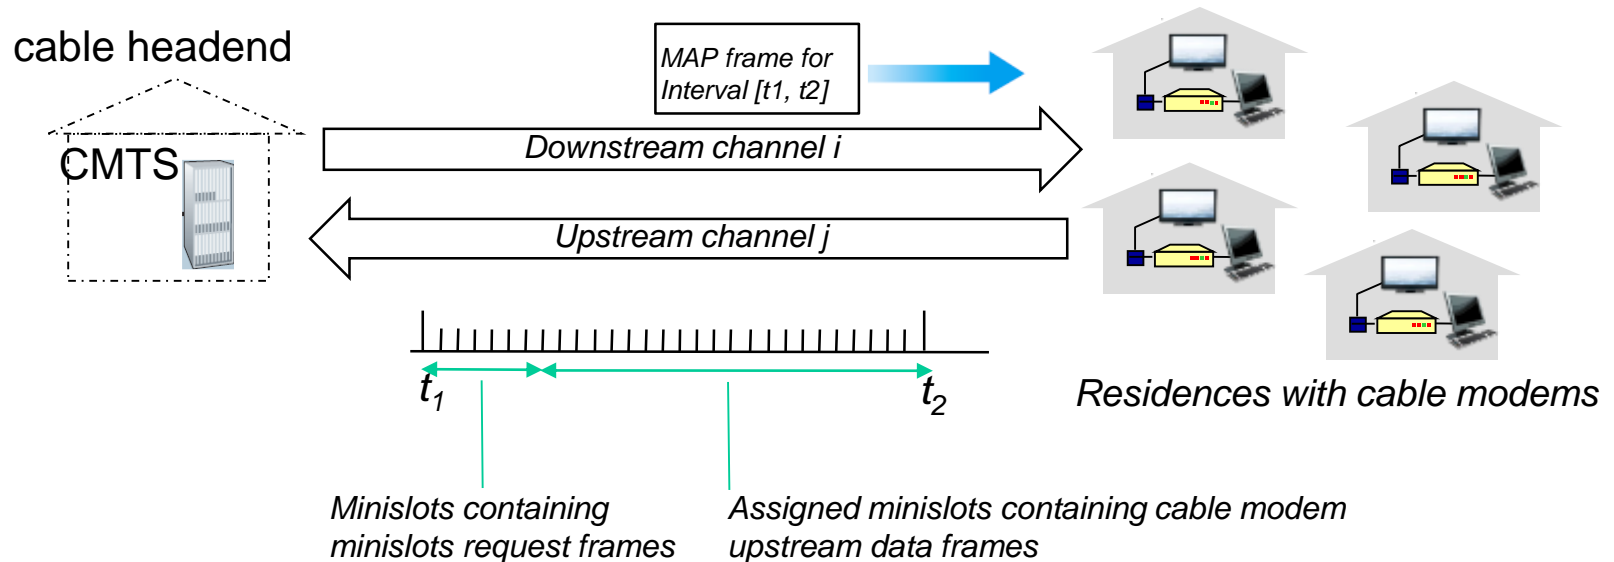 cable headend
MAP frame for
Interval [t1, t2]
CMTS
Downstream channel i
Upstream channel j
t1
t2
Residences with cable modems
Minislots containing
minislots request frames
Assigned minislots containing cable modem
upstream data frames